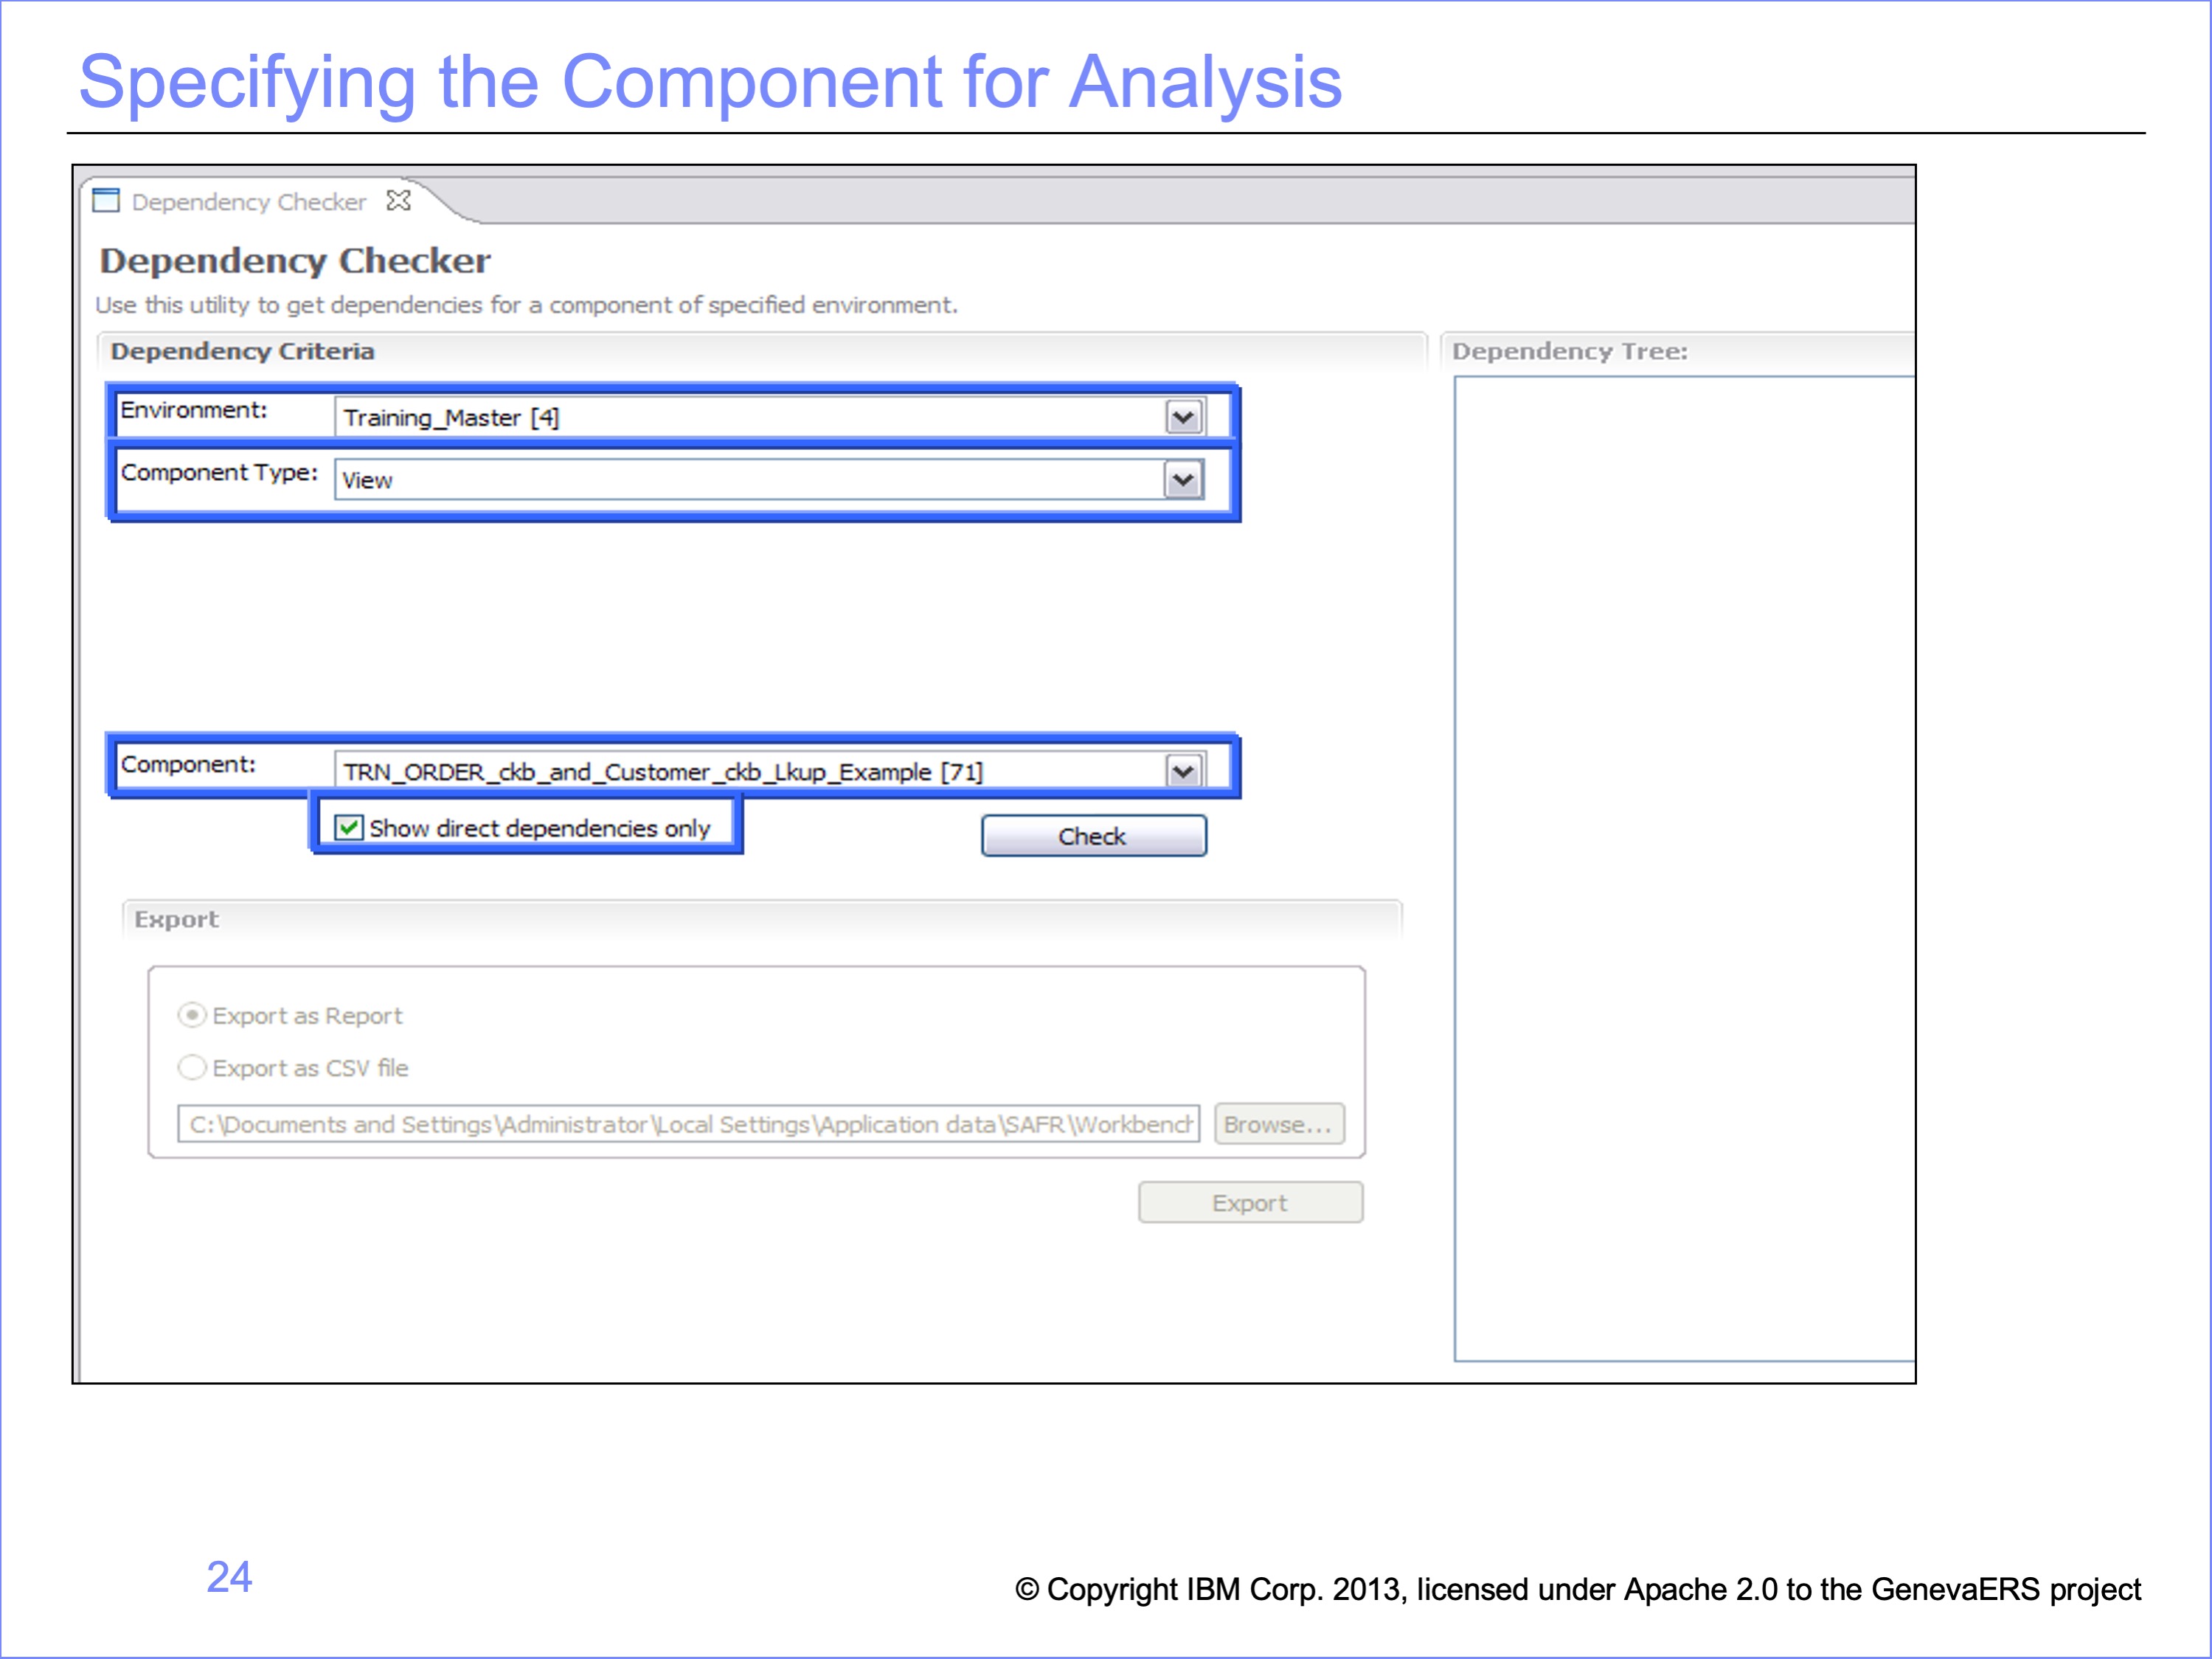 Specifying the Component for Analysis
Dependency Checker
Dependency Checker
Use this utility to get dependencies for a component of specified environment.
Dependency Criteria
Dependency Tree:
Environment: Training_Master [4]
Component Type: View
Component: TRN_ORDER_ckb_and_Customer_ckb_Lkup_Example [71]
Show direct dependencies only
Check
Export
Export as Report
Export as CSV file
C:\Documents and Settings\Administrator\Local Settings\Application data\SAFR\Workbench
Browse...
Export
24
© Copyright IBM Corp. 2013, licensed under Apache 2.0 to the GenevaERS project